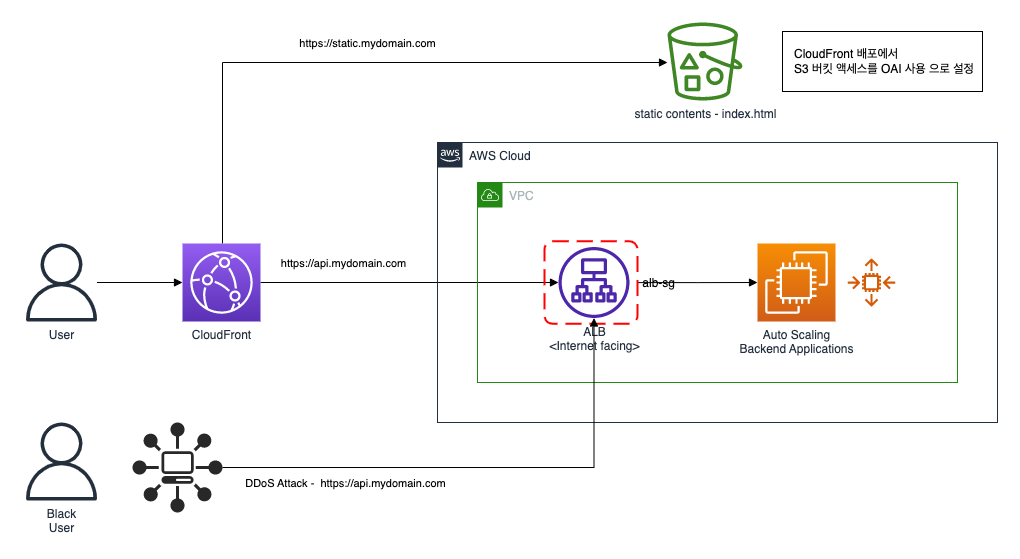 https://static.mydomain.com
CloudFront 배포에서
S3 버킷 액세스를 OAI 사용 으로 설정
static contents - index.html
aws
AWS Cloud
VPC
https://api.mydomain.com
alb-sg
User
CloudFront
ALB
<Internet facing>
Auto Scaling
Backend Applications
DDoS Attack - https://api.mydomain.com
Black
User